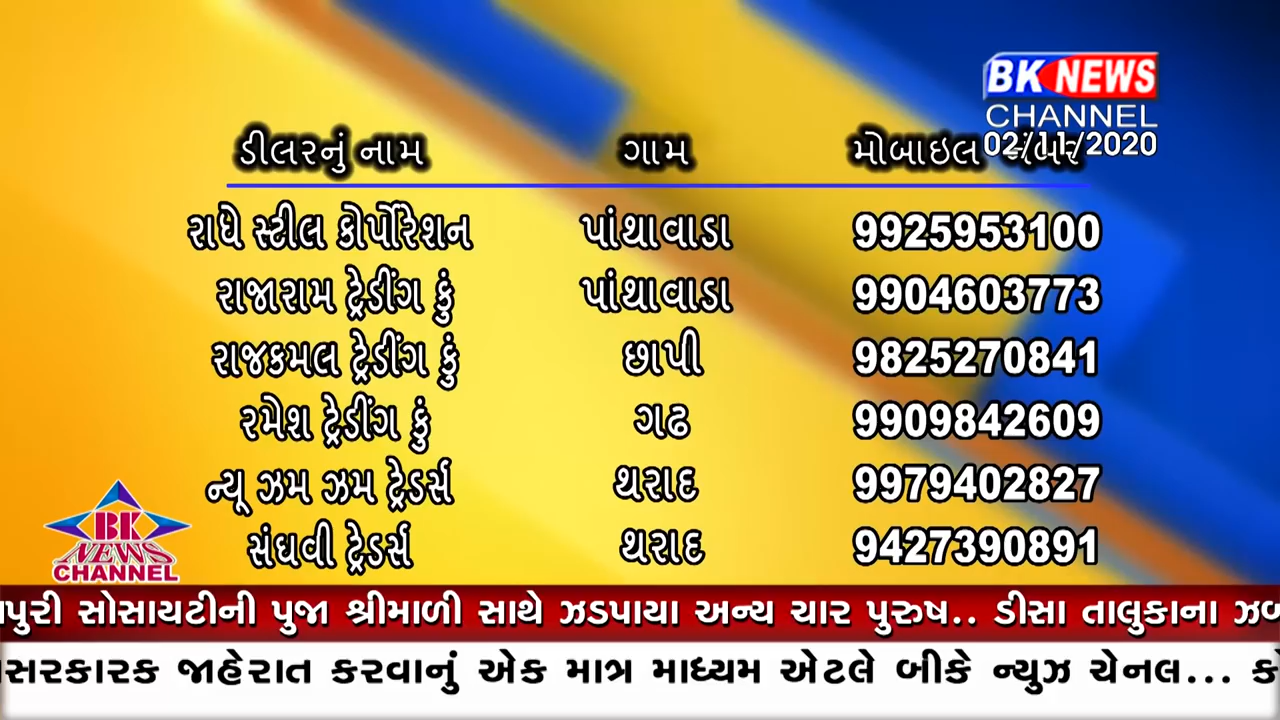 BK NEWS
CHANNEL
02/11/2020
ડીલરનું નામ ગામ મોબાઇલ
રાધે સ્ટીલ કોર્પોરેશન પાંથાવાડા 9925953100
રાજારામ ટ્રેડીંગ કું પાંથાવાડા 9904603773
રાજકમલ ટ્રેડીંગ કું છાપી 9825270841
રમેશ ટ્રેડીંગ કું ગઢ 9909842609
ન્યૂ ઝમ ઝમ ટ્રેડર્સ થરાદ 9979402827
સંઘવી ટ્રેડર્સ થરાદ 9427390891
BK
NEWS
CHANNEL
પુરી સોસાયટીની પુજા શ્રીમાળી સાથે ઝડપાયા અન્ય ચાર પુરુષ.. ડીસા તાલુકાના
સરકારક જાહેરાત કરવાનું એક માત્ર માધ્યમ એટલે બીકે ન્યુઝ ચેનલ...